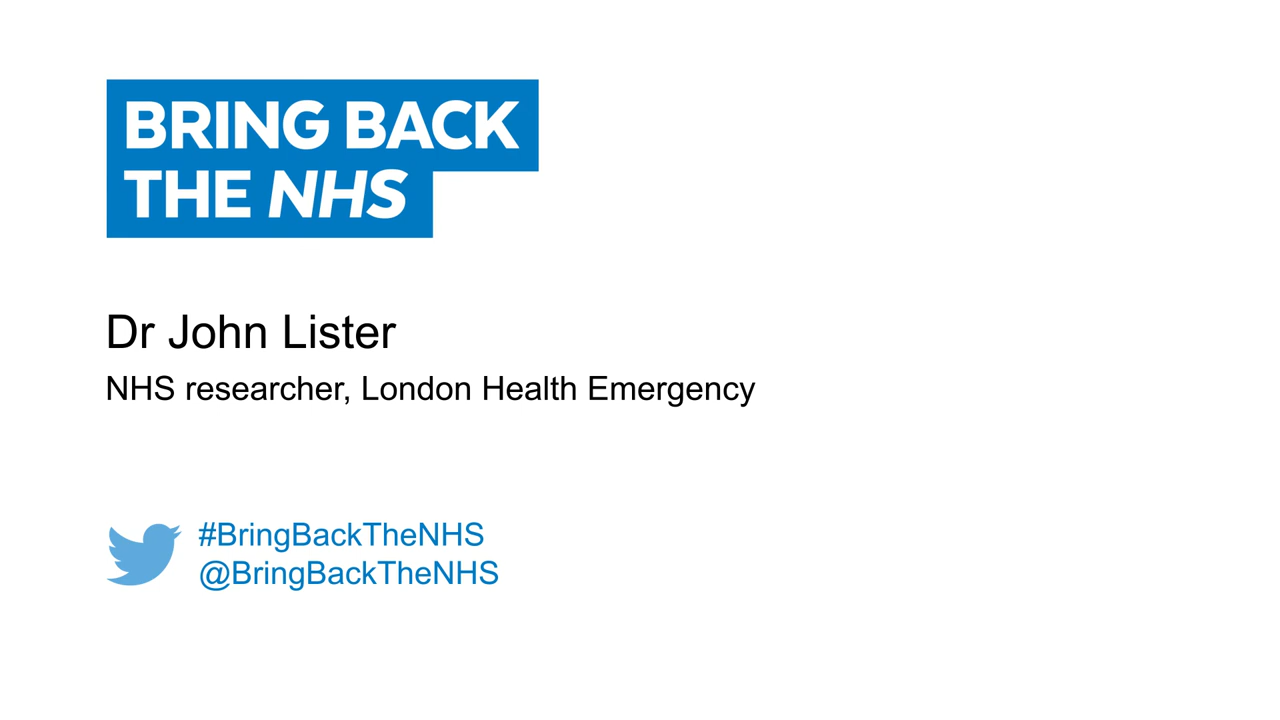 BRING BACK
THE NHS
Dr John Lister
NHS researcher, London Health Emergency
#BringBackTheNHS
@BringBackTheNHS